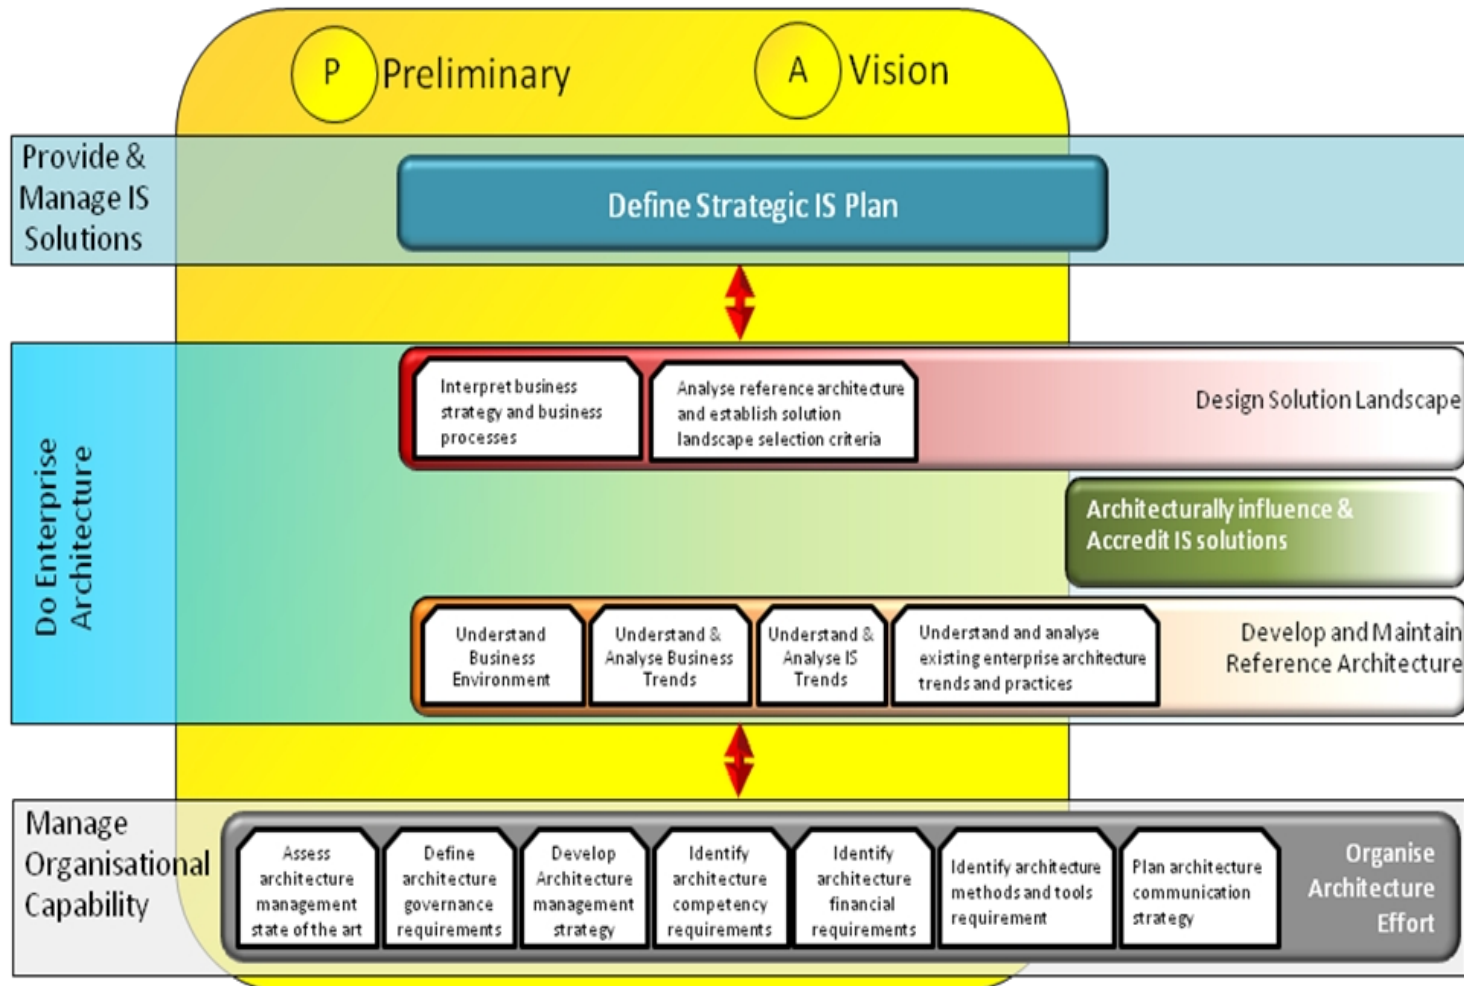 P Preliminary
A Vision
Provide &
Manage IS
Solutions
Define Strategic IS Plan
Do Enterprise
Architecture
Interpret business
strategy and business
processes
Analyse reference architecture
and establish solution
landscape selection criteria
Design Solution Landscape
Architecturally influence &
Accredit IS solutions
Understand
Business
Environment
Understand &
Analyse Business
Trends
Understand &
Analyse IS
Trends
Understand and analyse
existing enterprise architecture
trends and practices
Develop and Maintain
Reference Architecture
Manage
Organisational
Capability
Assess
architecture
management
state of the art
Define
architecture
governance
requirements
Develop
Architecture
management
strategy
Identify
architecture
competency
requirements
Identify
architecture
financial
requirements
Identify architecture
methods and tools
requirement
Plan architecture
communication
strategy
Organise
Architecture
Effort